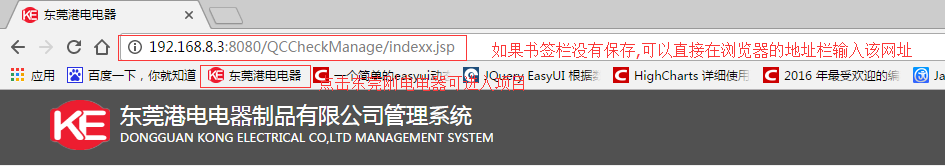 KE 东莞港电电器
192.168.8.3:8080/QCCheckManage/indexx.jsp 如果书签栏没有保存,可以直接在浏览器的地址栏输入该网址
应用 百度一下，你就知道 KE 东莞港电电器 C 一个简单的easyui动 JQuery EasyUI 根据 C HighCharts 详细使用 C 2016 年最受欢迎的编 Ja
点击东莞刚电电器可进入项目
KE 东莞港电电器制品有限公司管理系统
DONGGUAN KONG ELECTRICAL CO,LTD MANAGEMENT SYSTEM